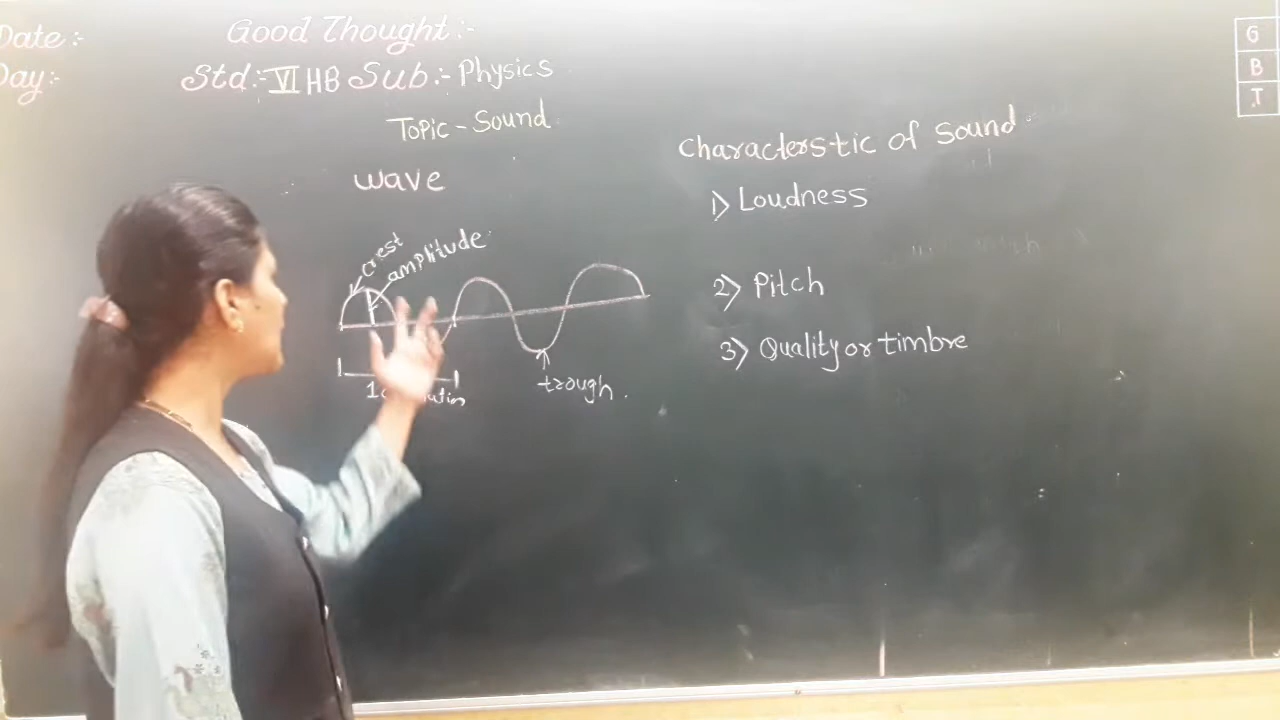 Date :-
Good Thought :-
Day:-
Std:- VI HB Sub:- Physics
Topic - Sound
wave
crest
amplitude
trough.
characterstic of sound
1) Loudness
2) Pitch
3) Quality or timbre
G
B
T